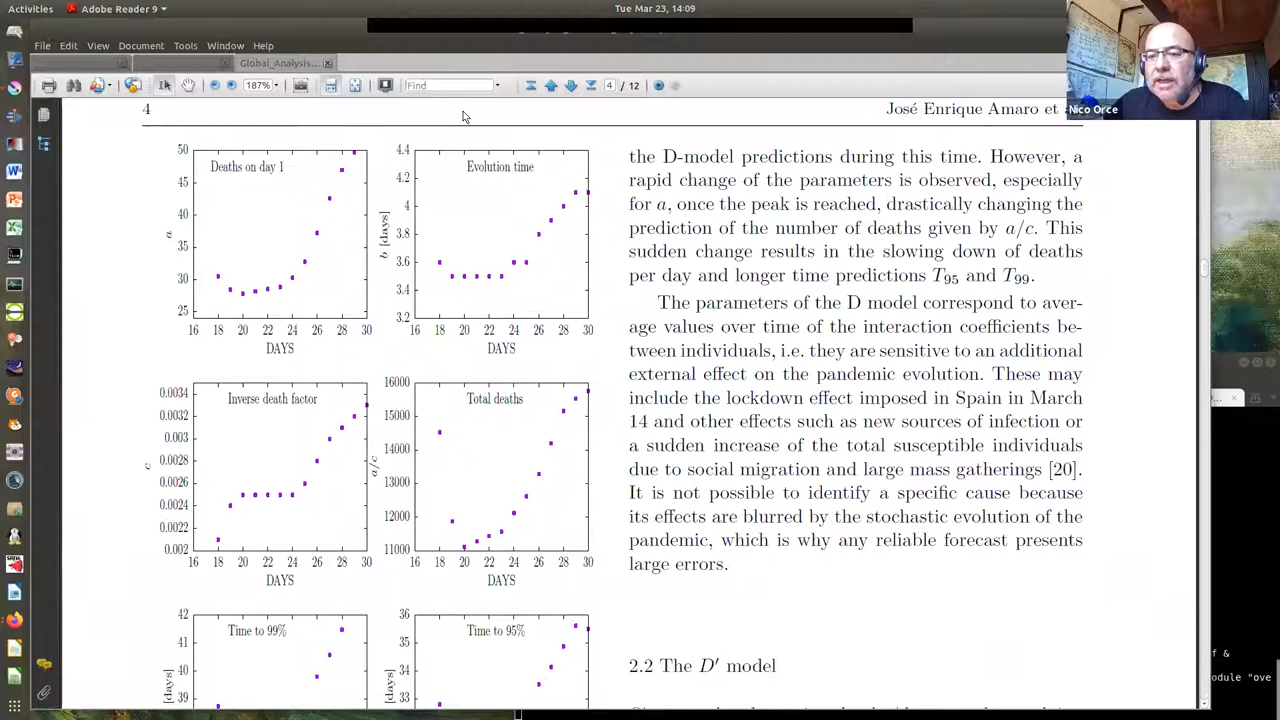 Activities
Adobe Reader 9
Tue Mar 23, 14:09
File Edit View Document Tools Window Help
Global_Analysis... x
187%
Find
4 / 12
Nico Orce
4
José Enrique Amaro et
Deaths on day 1
50
45
40
35
30
25
a
16 18 20 22 24 26 28 30
DAYS
Evolution time
4.4
4.2
4
3.8
3.6
3.4
3.2
b [days]
16 18 20 22 24 26 28 30
DAYS
Inverse death factor
0.0034
0.0032
0.003
0.0028
0.0026
0.0024
0.0022
0.002
c
16 18 20 22 24 26 28 30
DAYS
Total deaths
16000
15000
14000
13000
12000
11000
a/c
16 18 20 22 24 26 28 30
DAYS
Time to 99%
42
41
40
39
[days]
Time to 95%
36
35
34
33
[days]
the D-model predictions during this time. However, a
rapid change of the parameters is observed, especially
for a, once the peak is reached, drastically changing the
prediction of the number of deaths given by a/c. This
sudden change results in the slowing down of deaths
per day and longer time predictions T95 and T99.
The parameters of the D model correspond to aver-
age values over time of the interaction coefficients be-
tween individuals, i.e. they are sensitive to an additional
external effect on the pandemic evolution. These may
include the lockdown effect imposed in Spain in March
14 and other effects such as new sources of infection or
a sudden increase of the total susceptible individuals
due to social migration and large mass gatherings [20].
It is not possible to identify a specific cause because
its effects are blurred by the stochastic evolution of the
pandemic, which is why any reliable forecast presents
large errors.
2.2 The D′ model
f &
odule "ove